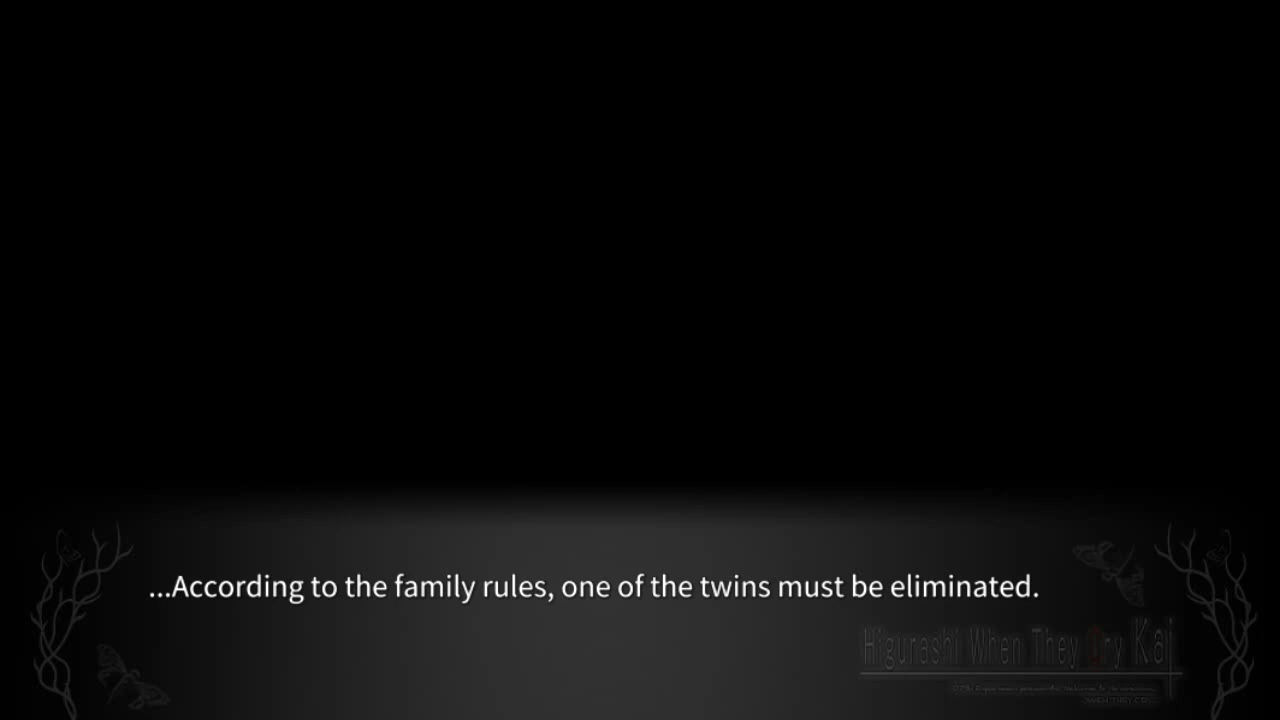 ...According to the family rules, one of the twins must be eliminated.
Higurashi When They Cry Kai